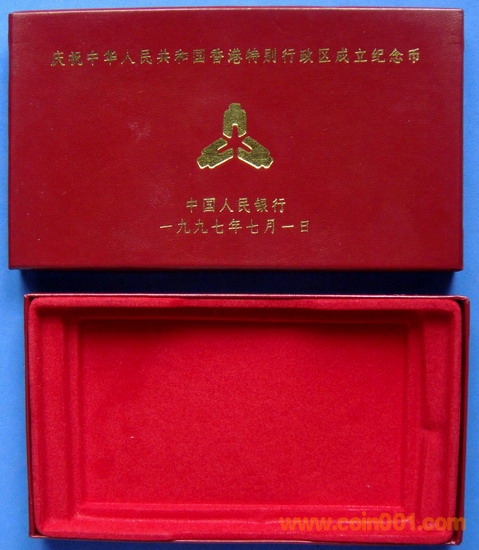 庆祝中华人民共和国香港特别行政区成立纪念币
中国人民银行
一九九七年七月一日
www.coin001.com